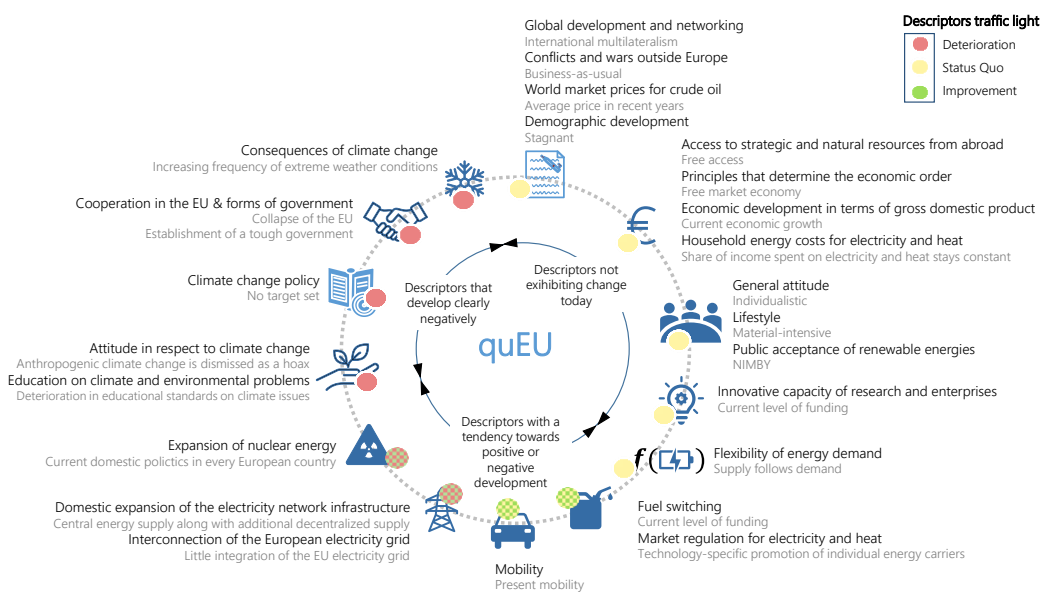 Descriptors traffic light
Deterioration
Status Quo
Improvement
Global development and networking
International multilateralism
Conflicts and wars outside Europe
Business-as-usual
World market prices for crude oil
Average price in recent years
Demographic development
Stagnant
Access to strategic and natural resources from abroad
Free access
Principles that determine the economic order
Free market economy
Economic development in terms of gross domestic product
Current economic growth
Household energy costs for electricity and heat
Share of income spent on electricity and heat stays constant
General attitude
Individualistic
Lifestyle
Material-intensive
Public acceptance of renewable energies
NIMBY
Innovative capacity of research and enterprises
Current level of funding
f( )
Flexibility of energy demand
Supply follows demand
Fuel switching
Current level of funding
Market regulation for electricity and heat
Technology-specific promotion of individual energy carriers
Mobility
Present mobility
Domestic expansion of the electricity network infrastructure
Central energy supply along with additional decentralized supply
Interconnection of the European electricity grid
Little integration of the EU electricity grid
Expansion of nuclear energy
Current domestic polictics in every European country
Attitude in respect to climate change
Anthropogenic climate change is dismissed as a hoax
Education on climate and environmental problems
Deterioration in educational standards on climate issues
Climate change policy
No target set
Cooperation in the EU & forms of government
Collapse of the EU
Establishment of a tough government
Consequences of climate change
Increasing frequency of extreme weather conditions
Descriptors that
develop clearly
negatively
Descriptors not
exihibiting change
today
quEU
Descriptors with a
tendency towards
positive or
negative
development
€